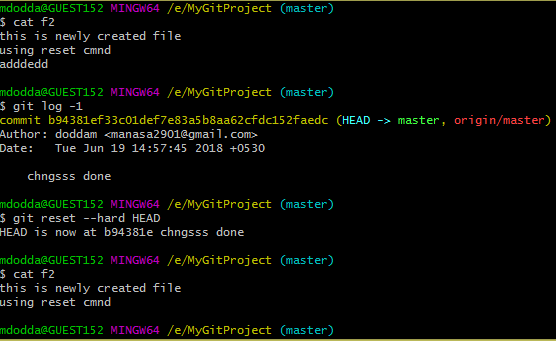 mdodda@GUEST152 MINGW64 /e/MyGitProject (master)
$ cat f2
this is newly created file
using reset cmnd
adddedd
mdodda@GUEST152 MINGW64 /e/MyGitProject (master)
$ git log -1
commit b94381ef33c01def7e83a5b8aa62cfdc152faedc (HEAD -> master, origin/master)
Author: doddam <manasa2901@gmail.com>
Date:   Tue Jun 19 14:57:45 2018 +0530
    chngsss done
mdodda@GUEST152 MINGW64 /e/MyGitProject (master)
$ git reset --hard HEAD
HEAD is now at b94381e chngsss done
mdodda@GUEST152 MINGW64 /e/MyGitProject (master)
$ cat f2
this is newly created file
using reset cmnd
mdodda@GUEST152 MINGW64 /e/MyGitProject (master)